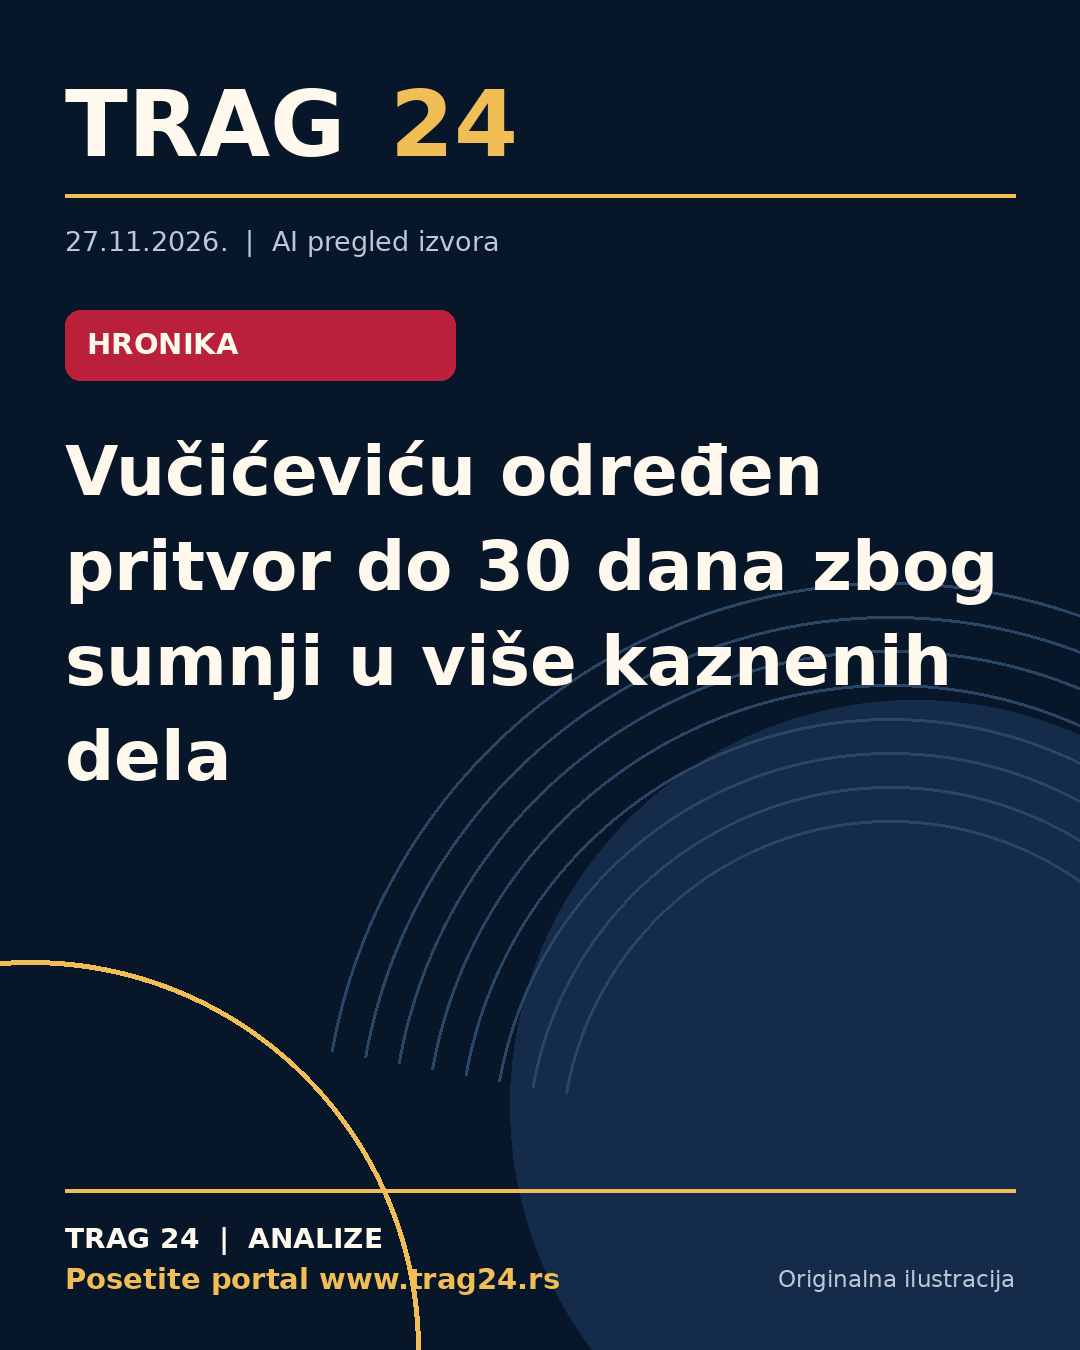 TRAG 24
27.11.2026. | AI pregled izvora
HRONIKA
Vučićeviću određen
pritvor do 30 dana zbog
sumnji u više kaznenih
dela
TRAG 24 | ANALIZE
Posetite portal www.trag24.rs
Originalna ilustracija